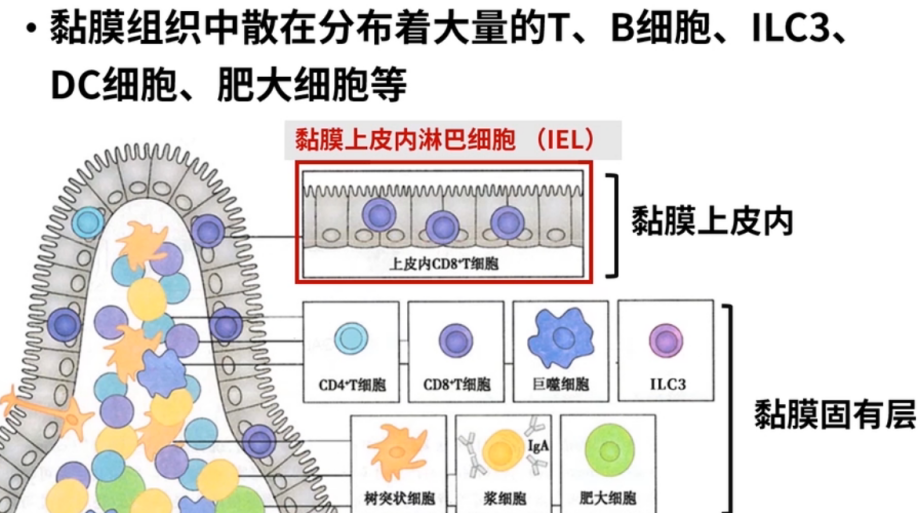 • 黏膜组织中散在分布着大量的T、B细胞、ILC3、
DC细胞、肥大细胞等
黏膜上皮内淋巴细胞 （IEL）
黏膜上皮内
上皮内CD8⁺T细胞
CD4⁺T细胞
CD8⁺T细胞
巨噬细胞
ILC3
黏膜固有层
IgA
树突状细胞
浆细胞
肥大细胞